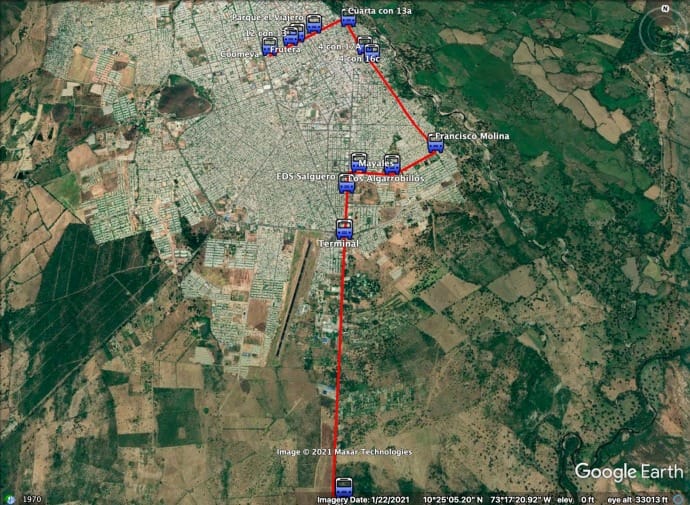 N
Cuarta con 13a
Parque el Viajero
12 con 13
Coomeva
Frutera
4 con 17A
4 con 16c
Francisco Molina
Mayales
EDS Salguero
Los Algarrobillos
Terminal
Image © 2021 Maxar Technologies
Google Earth
1970
Imagery Date: 1/22/2021 10°25'05.20" N 73°17'20.92" W elev. 0 ft eye alt 33013 ft